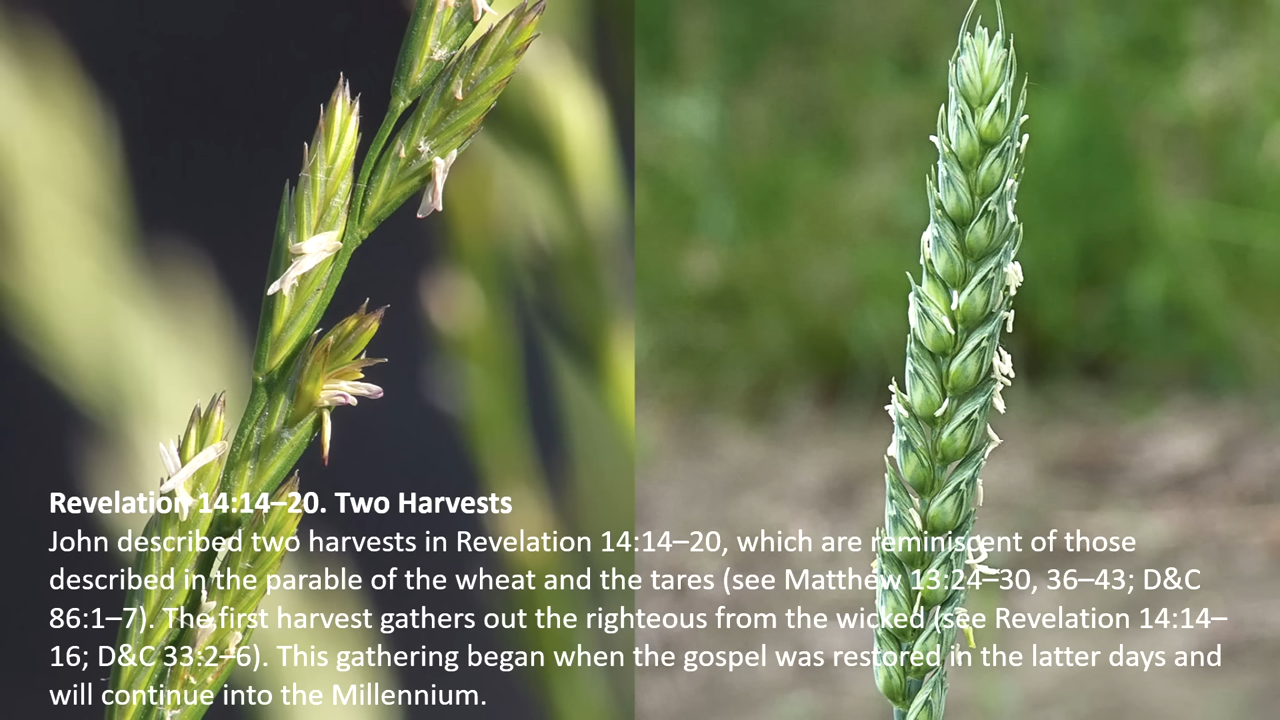 Revelation 14:14–20. Two Harvests
John described two harvests in Revelation 14:14–20, which are reminiscent of those
described in the parable of the wheat and the tares (see Matthew 13:24–30, 36–43; D&C
86:1–7). The first harvest gathers out the righteous from the wicked (see Revelation 14:14–
16; D&C 33:2–6). This gathering began when the gospel was restored in the latter days and
will continue into the Millennium.